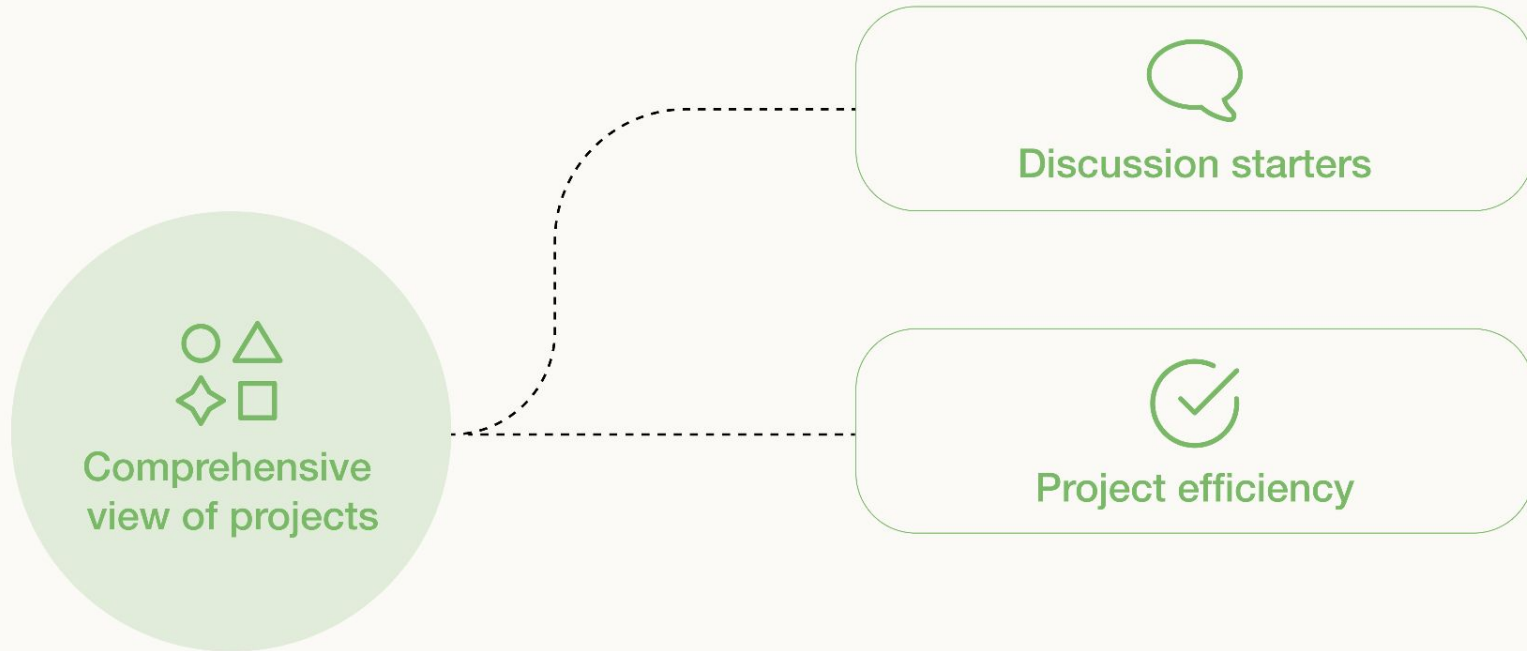 Discussion starters
Comprehensive
view of projects
Project efficiency